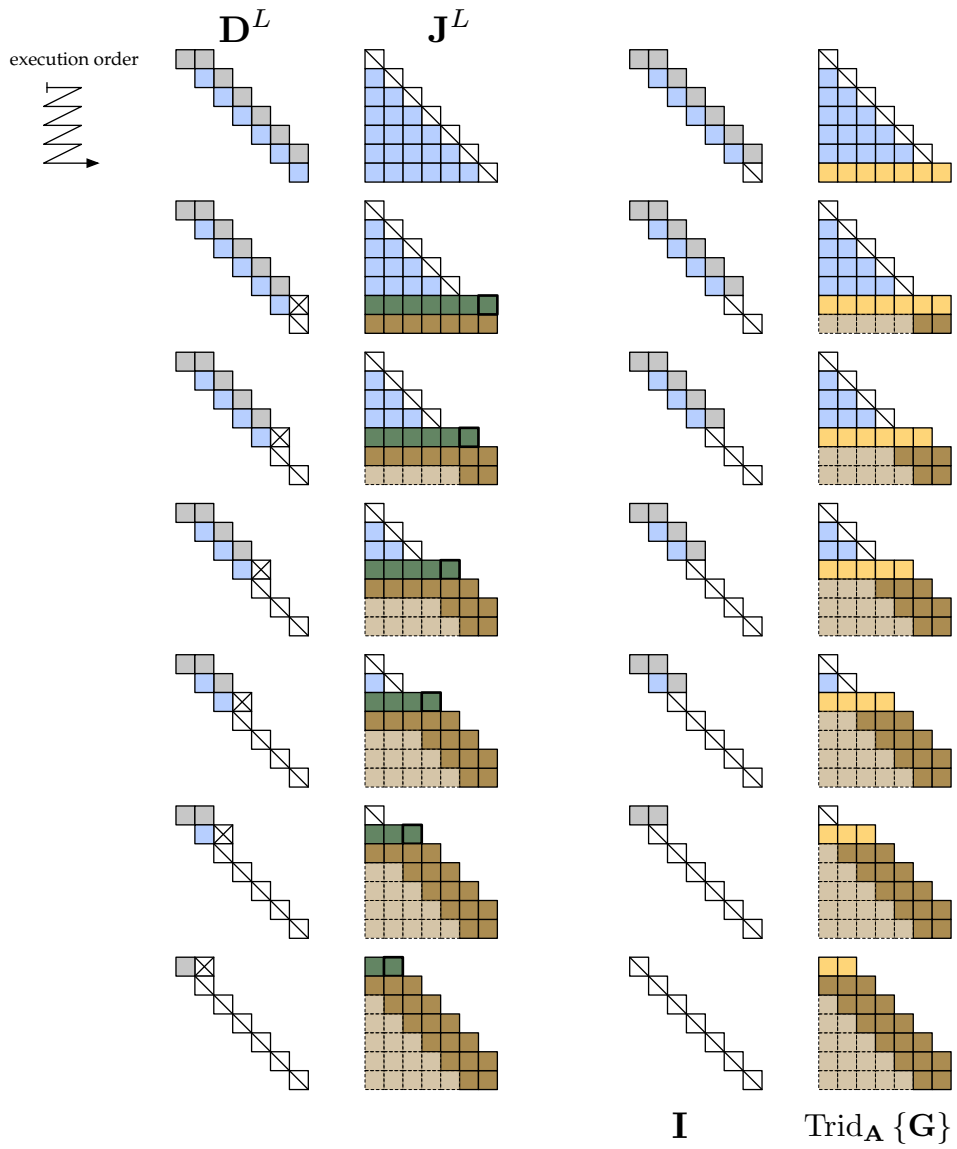 𝐃^L 𝐉^L
execution order
𝐈 Trid_𝐀 {𝐆}